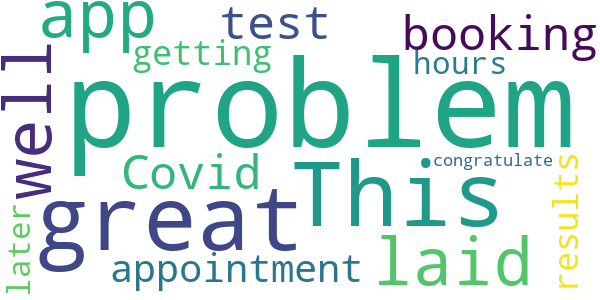 app
test
booking
getting
hours
well
problem
congratulate
Covid
This
results
great
later
appointment
laid